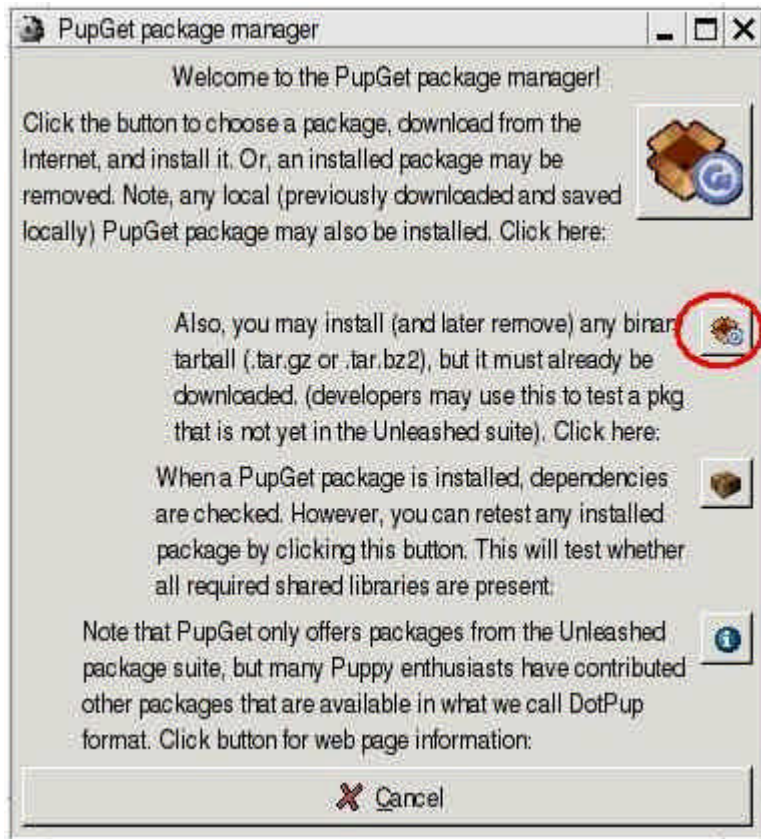 PupGet package manager
Welcome to the PupGet package manager!
Click the button to choose a package, download from the
Internet, and install it. Or, an installed package may be
removed. Note, any local (previously downloaded and saved
locally) PupGet package may also be installed. Click here:
Also, you may install (and later remove) any binar
tarball (.tar.gz or .tar.bz2), but it must already be
downloaded. (developers may use this to test a pkg
that is not yet in the Unleashed suite). Click here:
When a PupGet package is installed, dependencies
are checked. However, you can retest any installed
package by clicking this button. This will test whether
all required shared libraries are present:
Note that PupGet only offers packages from the Unleashed
package suite, but many Puppy enthusiasts have contributed
other packages that are available in what we call DotPup
format. Click button for web page information:
Cancel